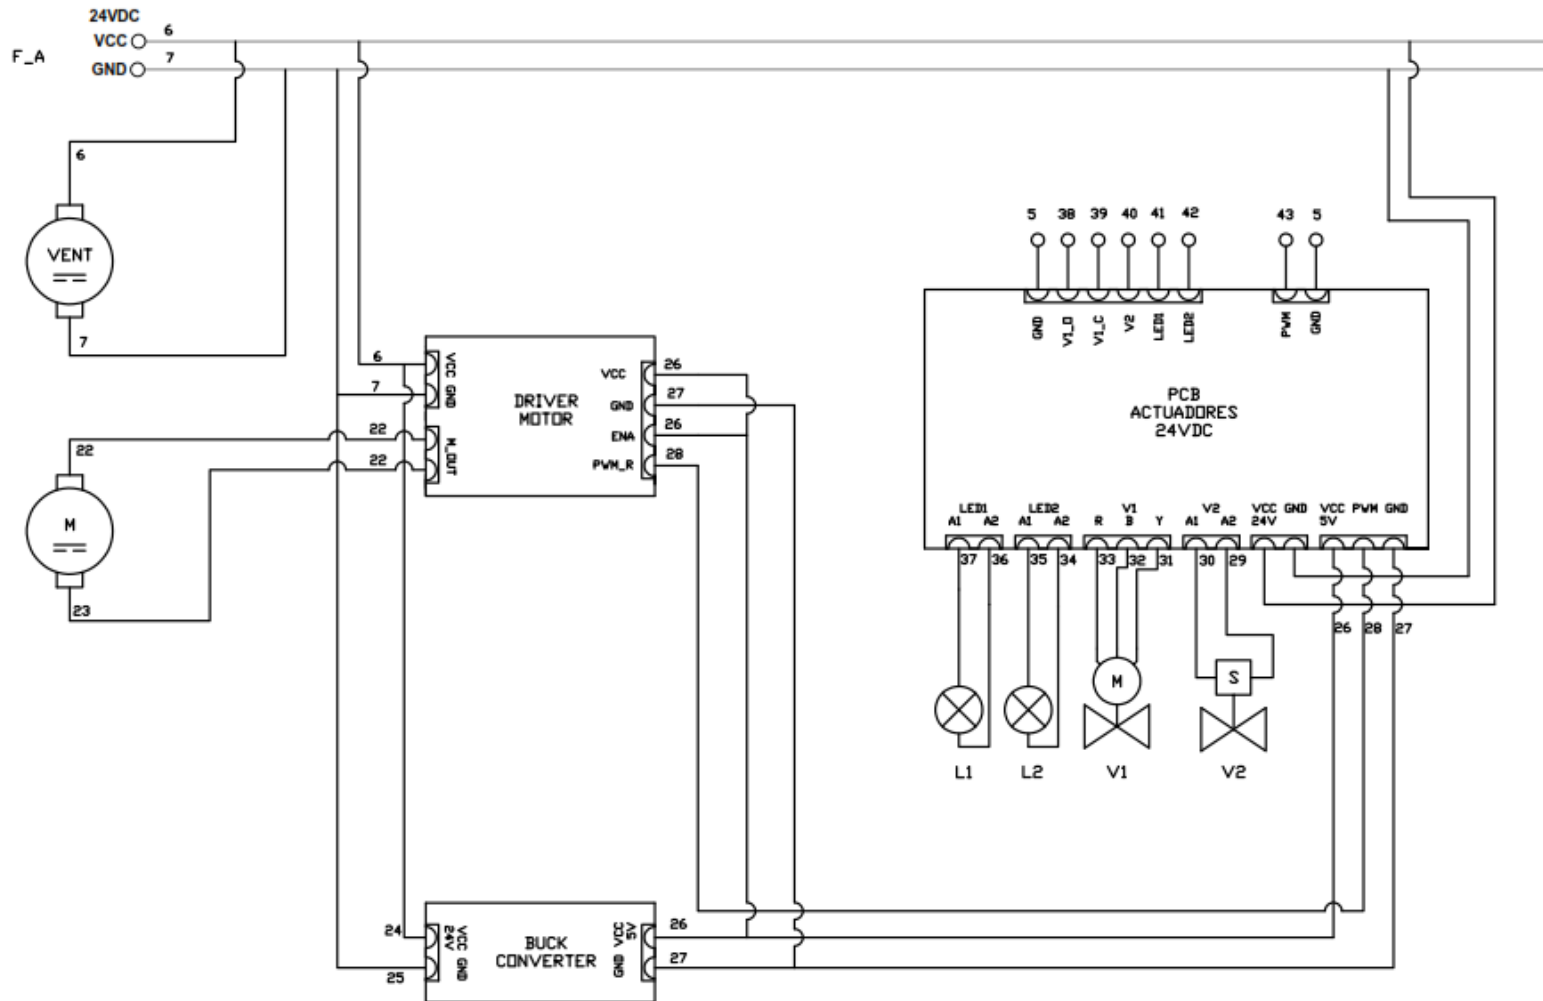 24VDC
F_A
VCC 6
GND 7
6
VENT
7
5 38 39 40 41 42 43 5
GND V1_O V1_C V2 LED1 LED2 PWM GND
PCB
ACTUADORES
24VDC
LED1 LED2 V1 V2 VCC GND VCC PWM GND
A1 A2 A1 A2 R B Y A1 A2 24V 5V
37 36 35 34 33 32 31 30 29
26 28 27
6 VCC
7 GND
22 M_OUT
22
DRIVER
MOTOR
VCC 26
GND 27
ENA 26
PWM_R 28
22
M
23
M
S
L1 L2 V1 V2
24 VCC
24V
25 GND
BUCK
CONVERTER
VCC
5V 26
GND 27